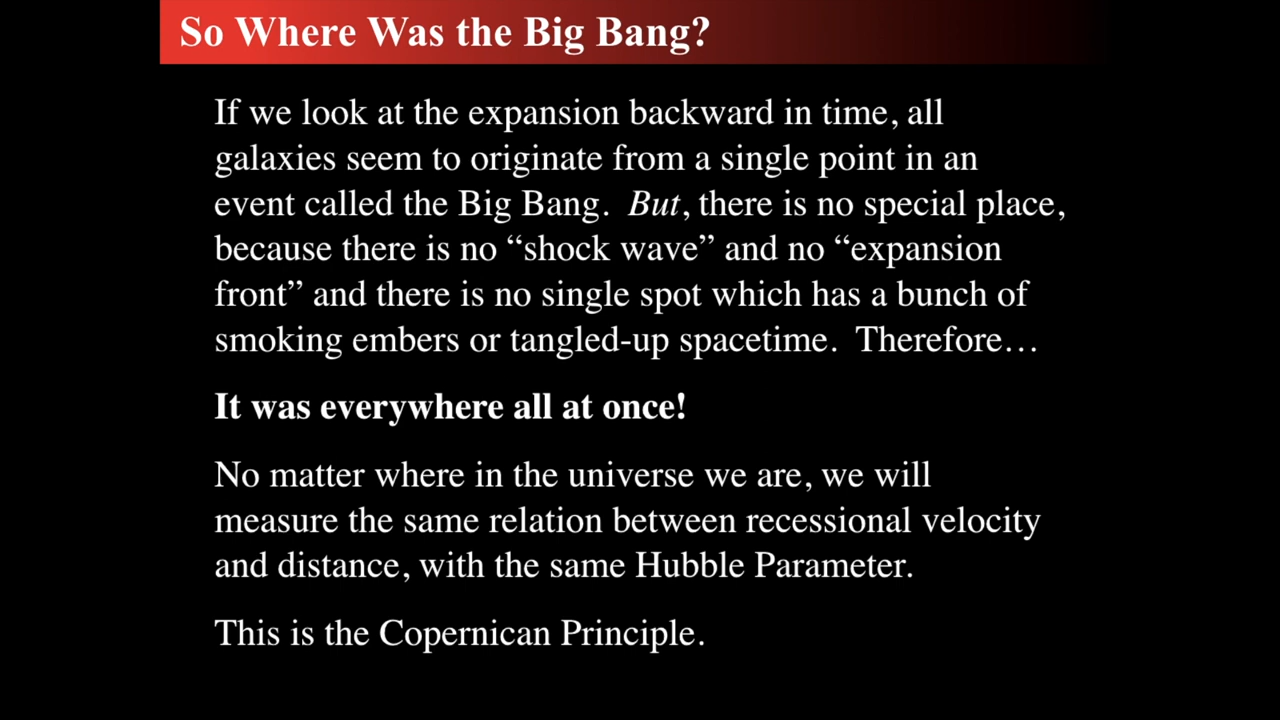 So Where Was the Big Bang?
If we look at the expansion backward in time, all
galaxies seem to originate from a single point in an
event called the Big Bang.  But, there is no special place,
because there is no “shock wave” and no “expansion
front” and there is no single spot which has a bunch of
smoking embers or tangled-up spacetime.  Therefore…
It was everywhere all at once!
No matter where in the universe we are, we will
measure the same relation between recessional velocity
and distance, with the same Hubble Parameter.
This is the Copernican Principle.